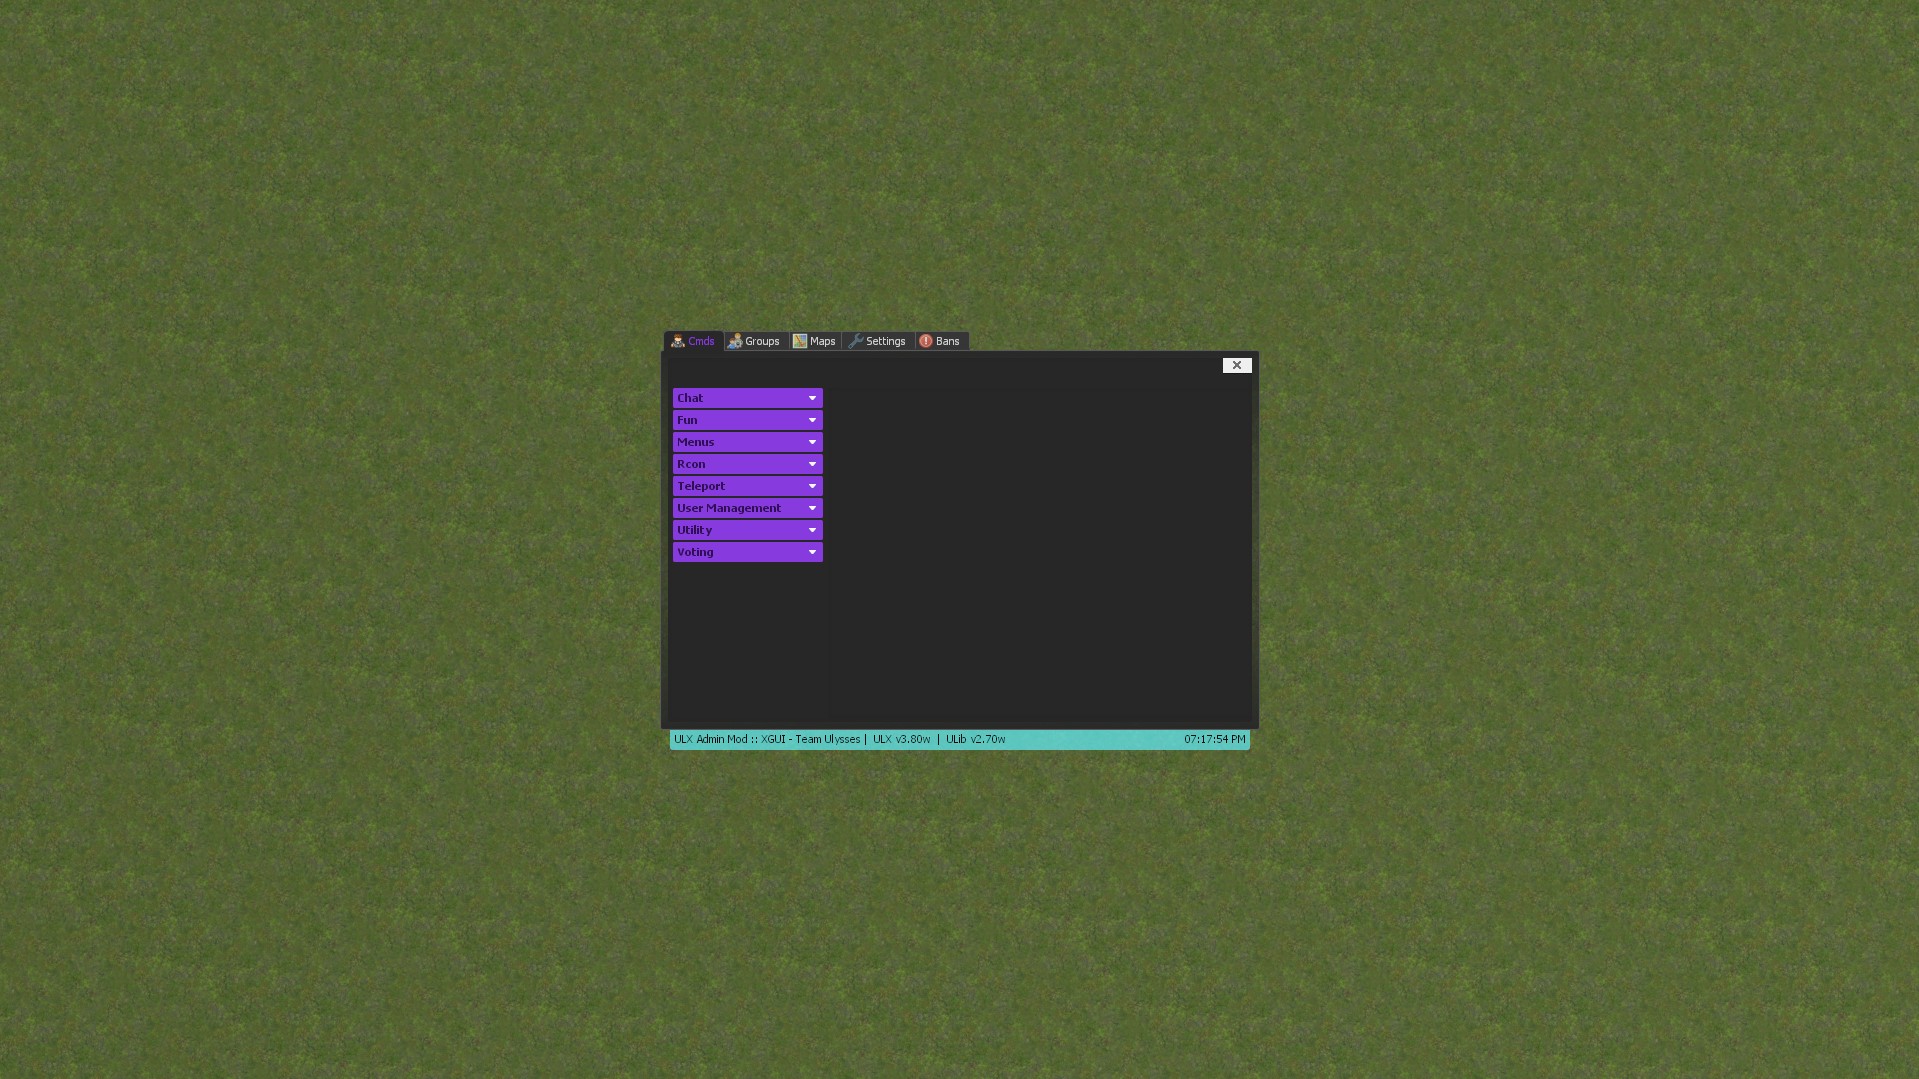 Cmds Groups Maps Settings Bans
Chat
Fun
Menus
Rcon
Teleport
User Management
Utility
Voting
ULX Admin Mod :: XGUI - Team Ulysses | ULX v3.80w | ULib v2.70w 07:17:54 PM